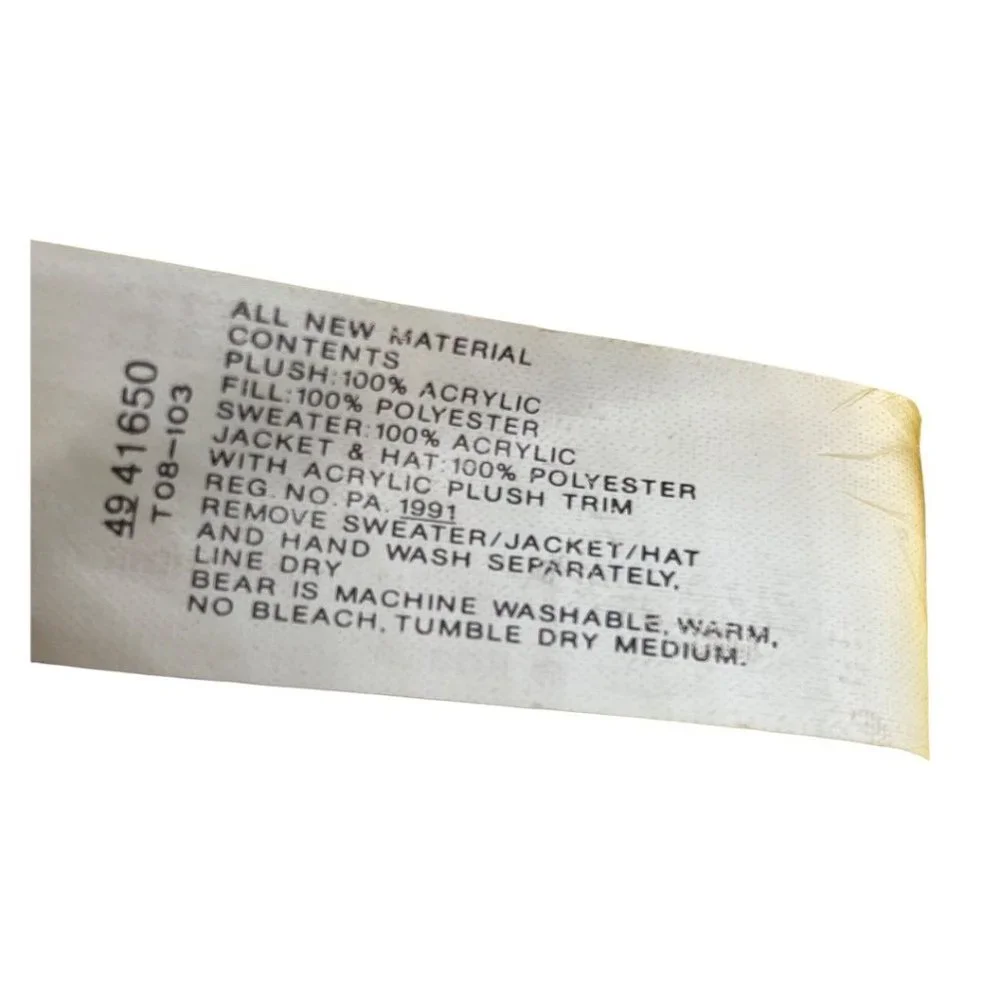 ALL NEW MATERIAL
CONTENTS
PLUSH: 100% ACRYLIC
FILL: 100% POLYESTER
SWEATER: 100% ACRYLIC
JACKET & HAT: 100% POLYESTER
WITH ACRYLIC PLUSH TRIM
REG. NO. PA. 1991
REMOVE SWEATER/JACKET/HAT
AND HAND WASH SEPARATELY,
LINE DRY
BEAR IS MACHINE WASHABLE, WARM,
NO BLEACH, TUMBLE DRY MEDIUM.
49 41650
T08-103